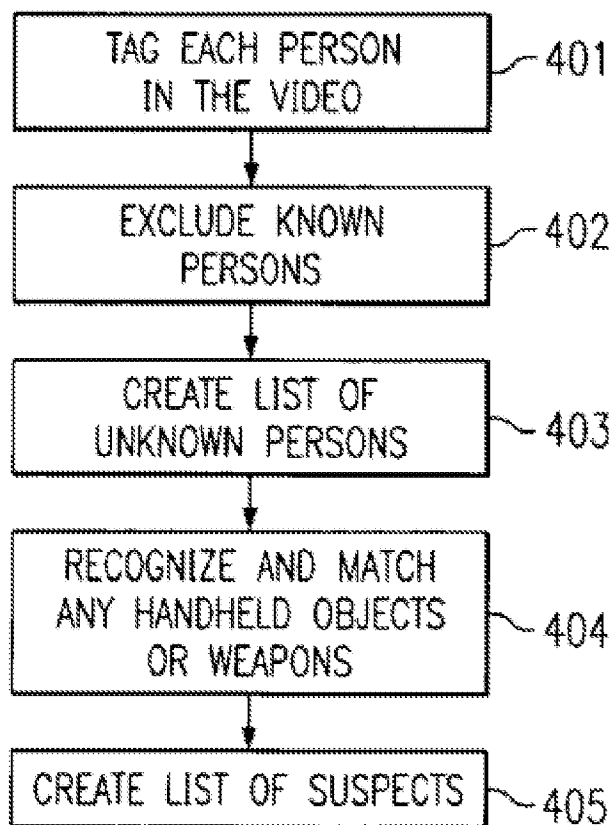 TAG EACH PERSON
IN THE VIDEO
401
EXCLUDE KNOWN
PERSONS
402
CREATE LIST OF
UNKNOWN PERSONS
403
RECOGNIZE AND MATCH
ANY HANDHELD OBJECTS
OR WEAPONS
404
CREATE LIST OF SUSPECTS
405